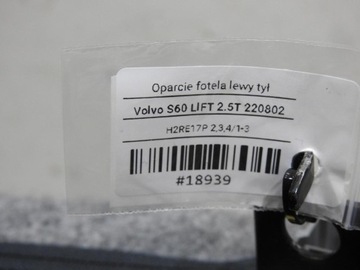 Oparcie fotela lewy tył
Volvo S60 LIFT 2.5T 220802
H2RE17P 2,3,4/1-3
#18939